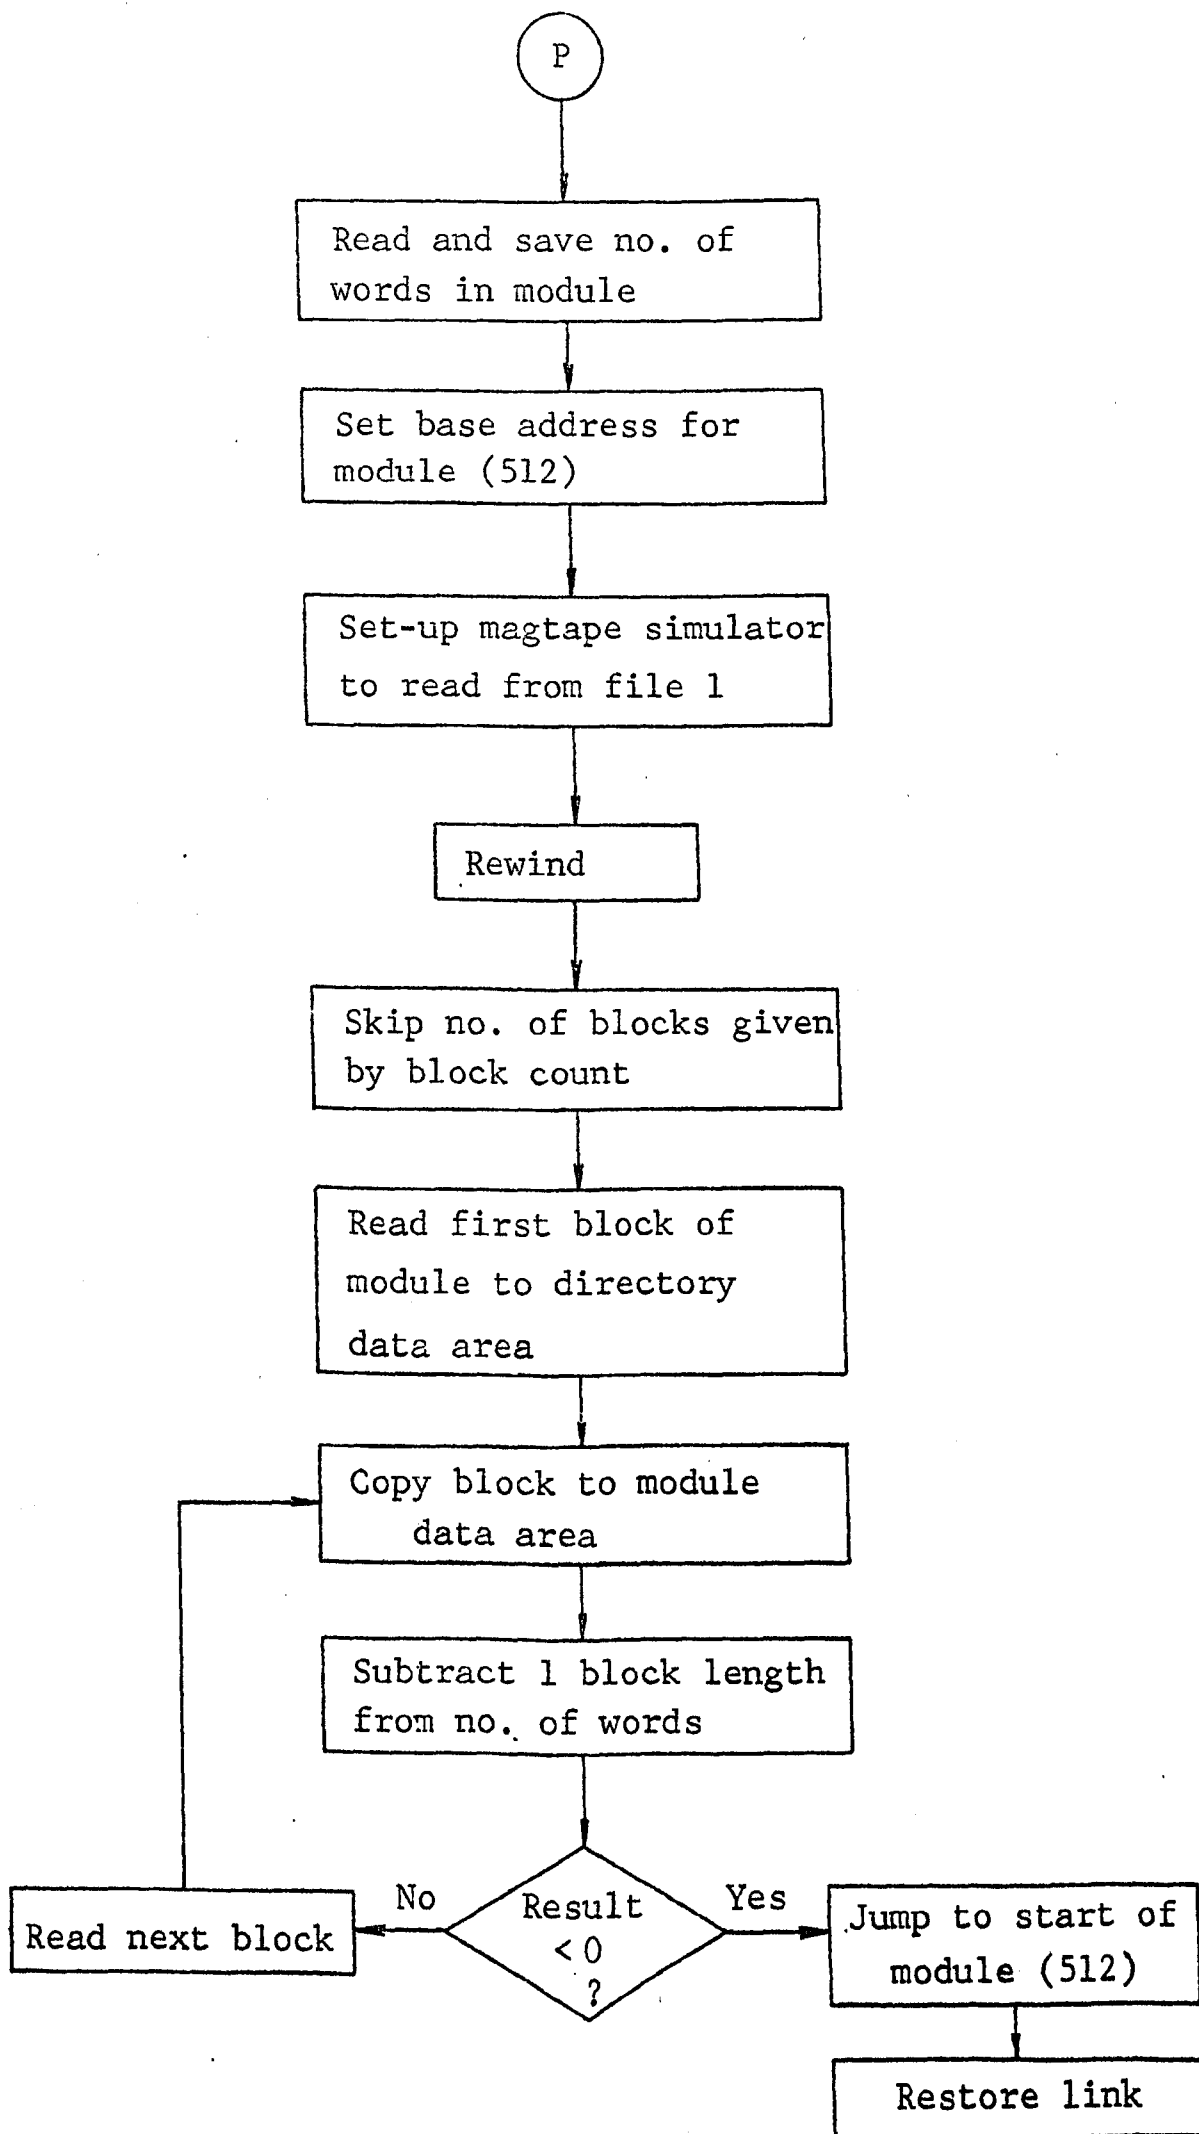 P
Read and save no. of
words in module
Set base address for
module (512)
Set-up magtape simulator
to read from file 1
Rewind
Skip no. of blocks given
by block count
Read first block of
module to directory
data area
Copy block to module
data area
Subtract 1 block length
from no. of words
No
Result
< 0
?
Yes
Read next block
Jump to start of
module (512)
Restore link